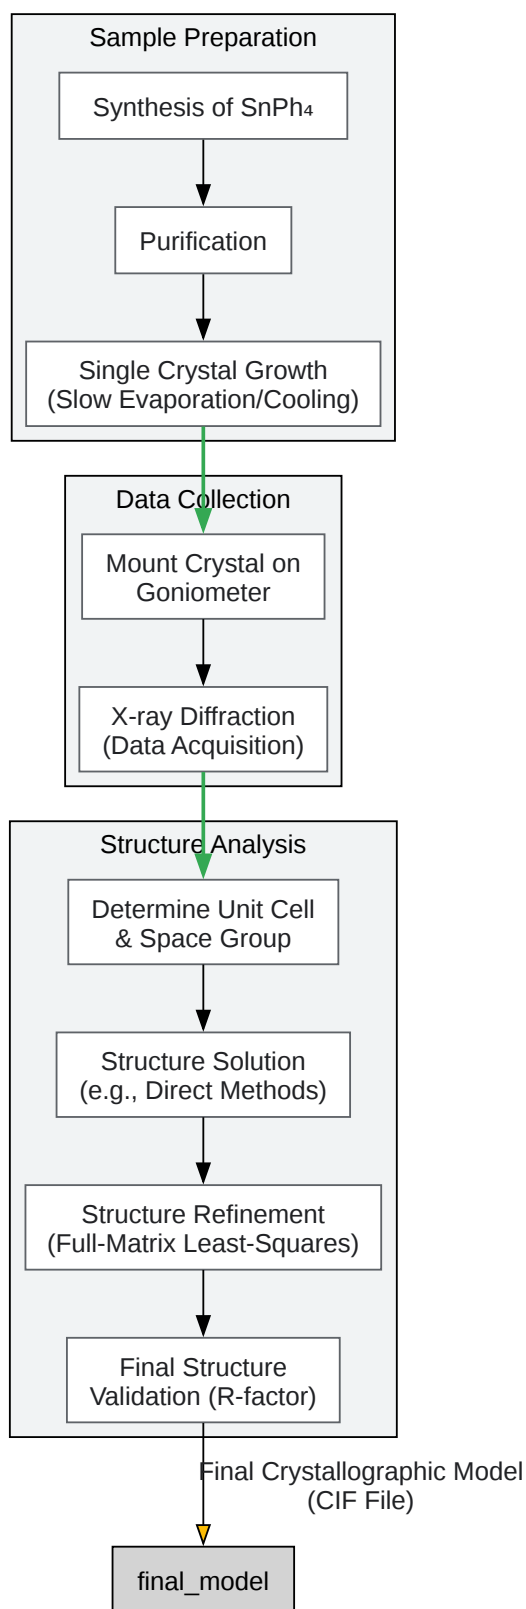 Sample Preparation
Synthesis of SnPh₄
Purification
Single Crystal Growth
(Slow Evaporation/Cooling)
Data Collection
Mount Crystal on
Goniometer
X-ray Diffraction
(Data Acquisition)
Structure Analysis
Determine Unit Cell
& Space Group
Structure Solution
(e.g., Direct Methods)
Structure Refinement
(Full-Matrix Least-Squares)
Final Structure
Validation (R-factor)
Final Crystallographic Model
(CIF File)
final_model